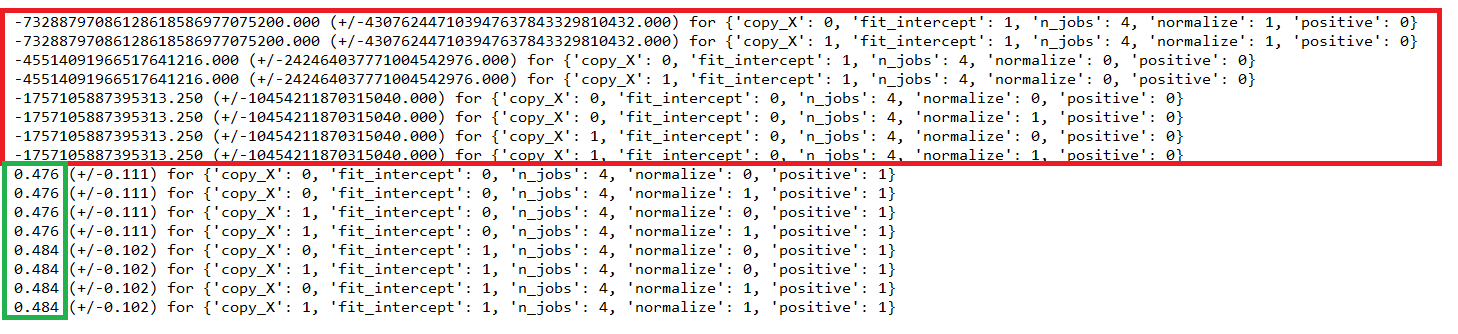 -73288797086128618586977075200.000 (+/-430762447103947637843329810432.000) for {'copy_X': 0, 'fit_intercept': 1, 'n_jobs': 4, 'normalize': 1, 'positive': 0}
-73288797086128618586977075200.000 (+/-430762447103947637843329810432.000) for {'copy_X': 1, 'fit_intercept': 1, 'n_jobs': 4, 'normalize': 1, 'positive': 0}
-45514091966517641216.000 (+/-242464037771004542976.000) for {'copy_X': 0, 'fit_intercept': 1, 'n_jobs': 4, 'normalize': 0, 'positive': 0}
-45514091966517641216.000 (+/-242464037771004542976.000) for {'copy_X': 1, 'fit_intercept': 1, 'n_jobs': 4, 'normalize': 0, 'positive': 0}
-1757105887395313.250 (+/-10454211870315040.000) for {'copy_X': 0, 'fit_intercept': 0, 'n_jobs': 4, 'normalize': 0, 'positive': 0}
-1757105887395313.250 (+/-10454211870315040.000) for {'copy_X': 0, 'fit_intercept': 0, 'n_jobs': 4, 'normalize': 1, 'positive': 0}
-1757105887395313.250 (+/-10454211870315040.000) for {'copy_X': 1, 'fit_intercept': 0, 'n_jobs': 4, 'normalize': 0, 'positive': 0}
-1757105887395313.250 (+/-10454211870315040.000) for {'copy_X': 1, 'fit_intercept': 0, 'n_jobs': 4, 'normalize': 1, 'positive': 0}
0.476 (+/-0.111) for {'copy_X': 0, 'fit_intercept': 0, 'n_jobs': 4, 'normalize': 0, 'positive': 1}
0.476 (+/-0.111) for {'copy_X': 0, 'fit_intercept': 0, 'n_jobs': 4, 'normalize': 1, 'positive': 1}
0.476 (+/-0.111) for {'copy_X': 1, 'fit_intercept': 0, 'n_jobs': 4, 'normalize': 0, 'positive': 1}
0.476 (+/-0.111) for {'copy_X': 1, 'fit_intercept': 0, 'n_jobs': 4, 'normalize': 1, 'positive': 1}
0.484 (+/-0.102) for {'copy_X': 0, 'fit_intercept': 1, 'n_jobs': 4, 'normalize': 0, 'positive': 1}
0.484 (+/-0.102) for {'copy_X': 1, 'fit_intercept': 1, 'n_jobs': 4, 'normalize': 0, 'positive': 1}
0.484 (+/-0.102) for {'copy_X': 0, 'fit_intercept': 1, 'n_jobs': 4, 'normalize': 1, 'positive': 1}
0.484 (+/-0.102) for {'copy_X': 1, 'fit_intercept': 1, 'n_jobs': 4, 'normalize': 1, 'positive': 1}